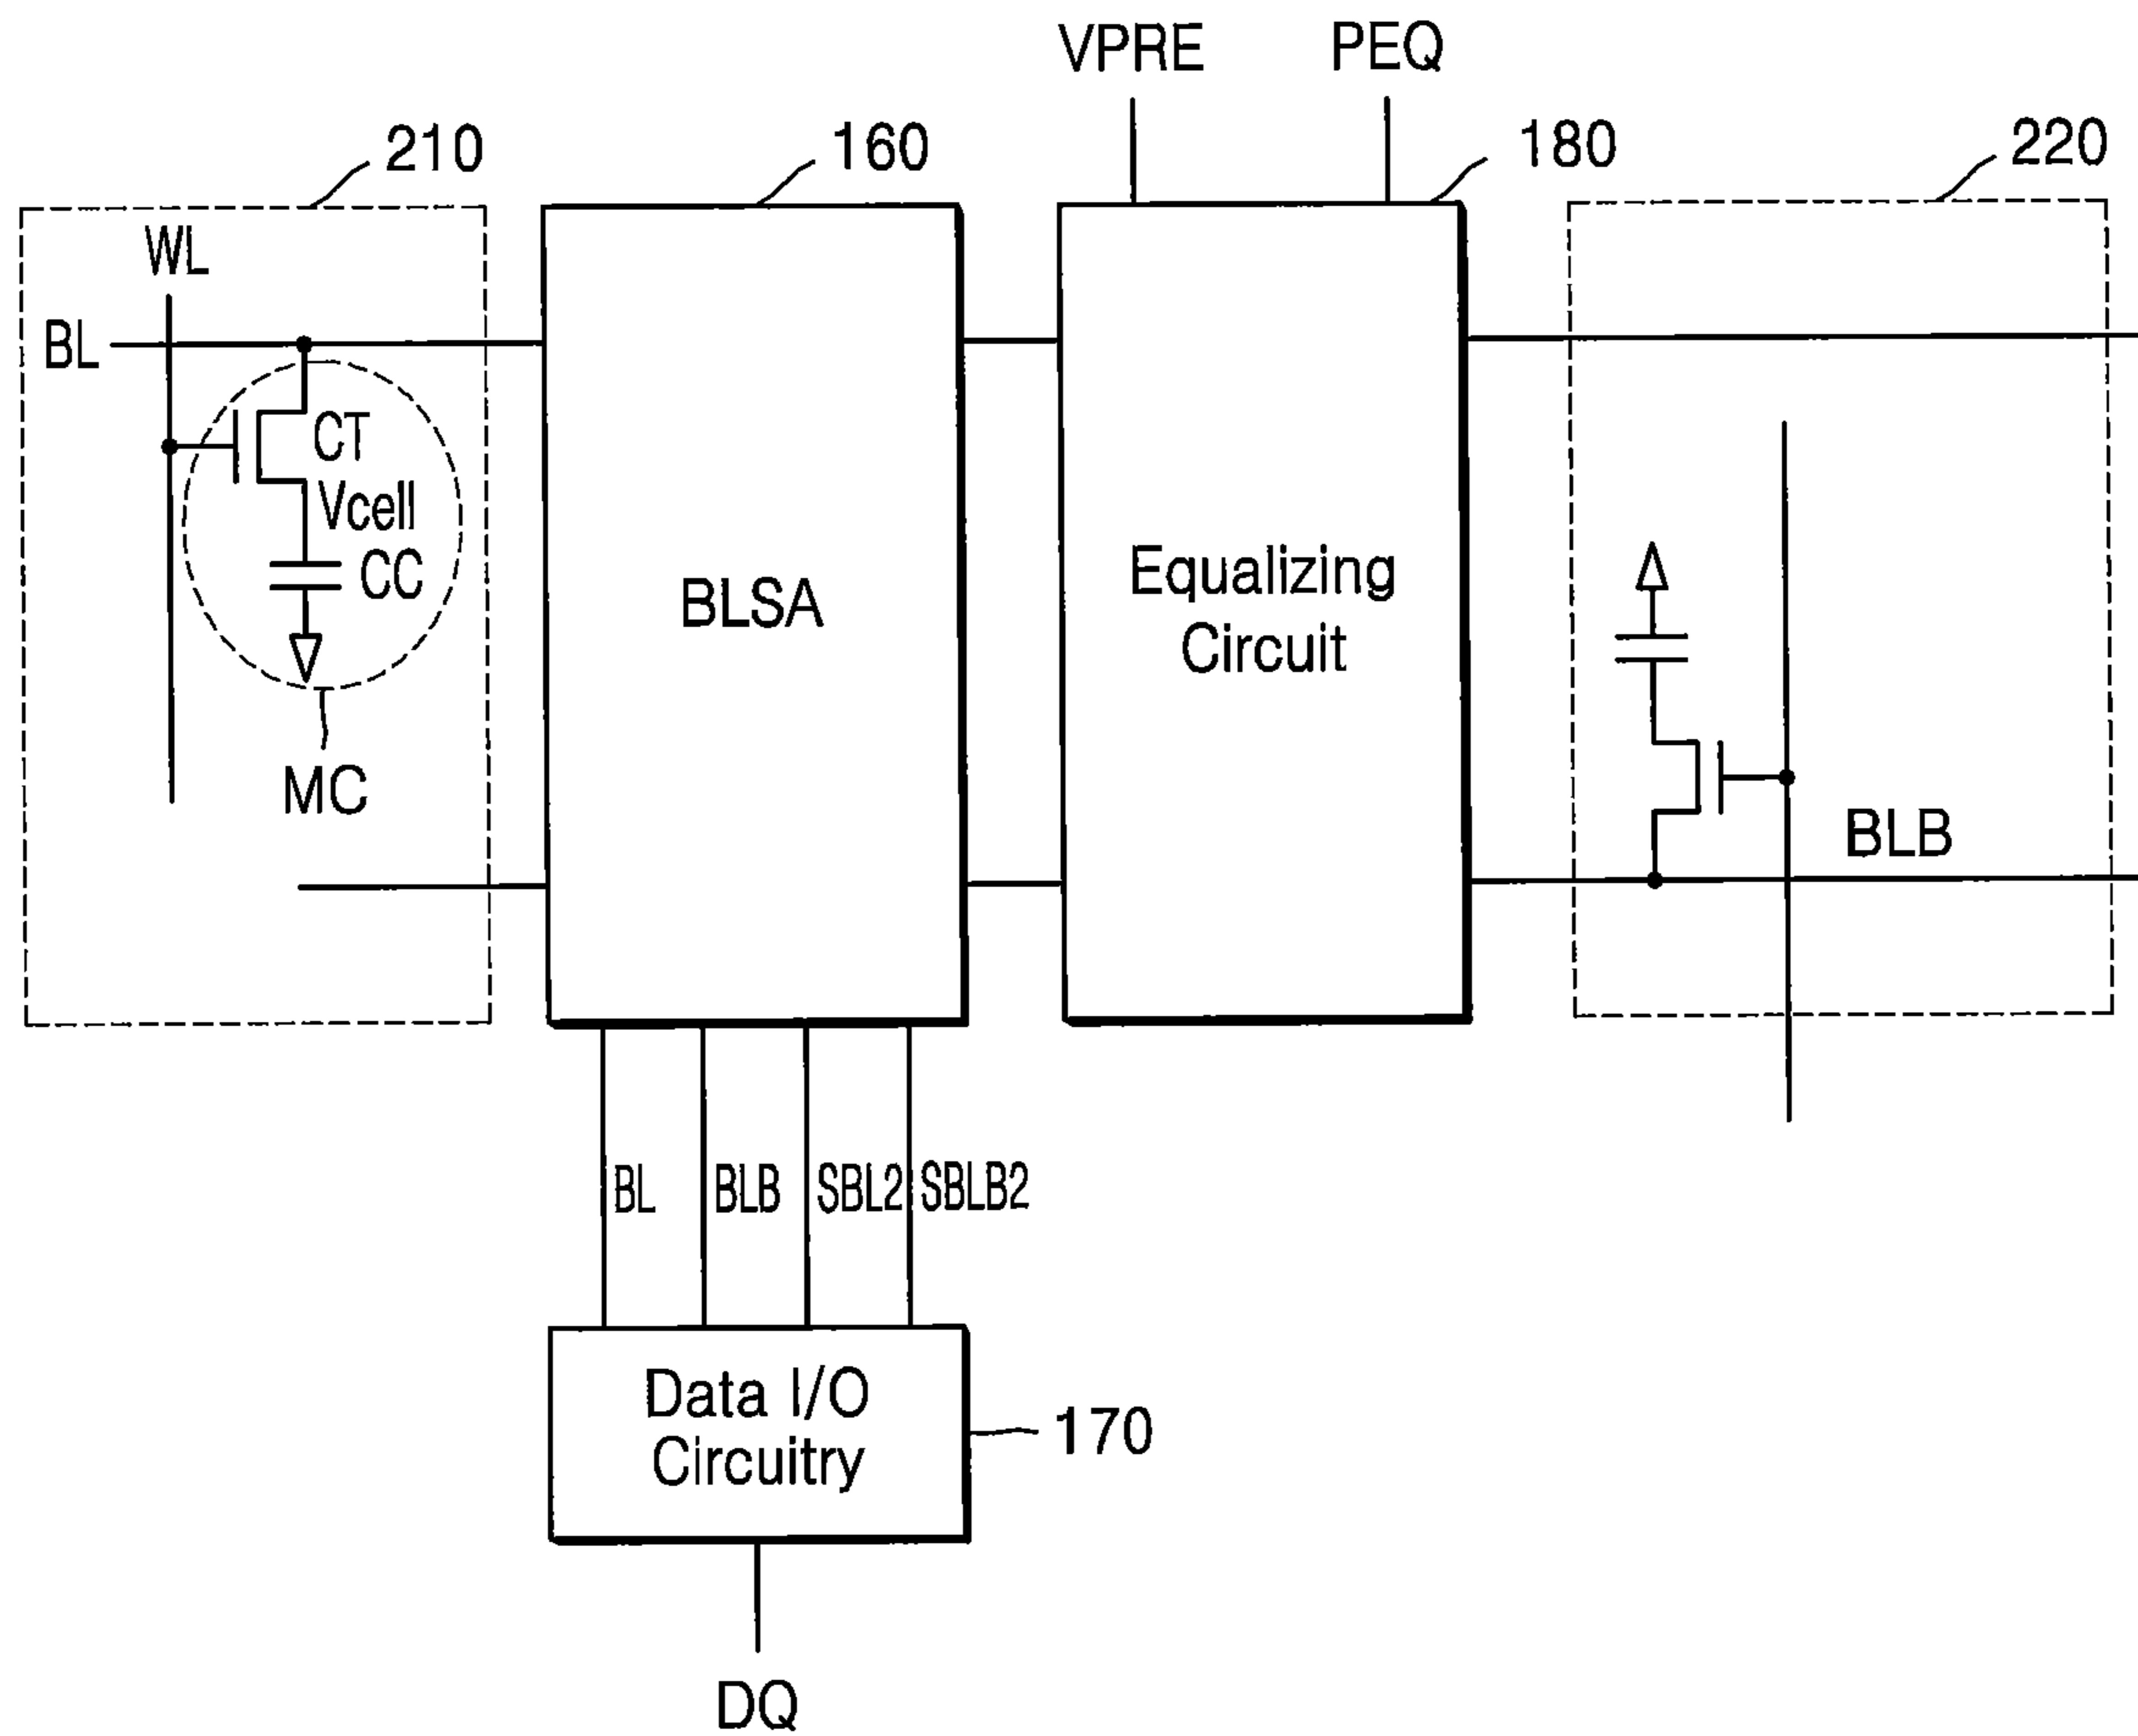 VPRE
PEQ
210
160
180
220
WL
BL
CT
Vcell
CC
MC
BLSA
Equalizing
Circuit
BLB
BL
BLB
SBL2
SBLB2
Data I/O
Circuitry
170
DQ